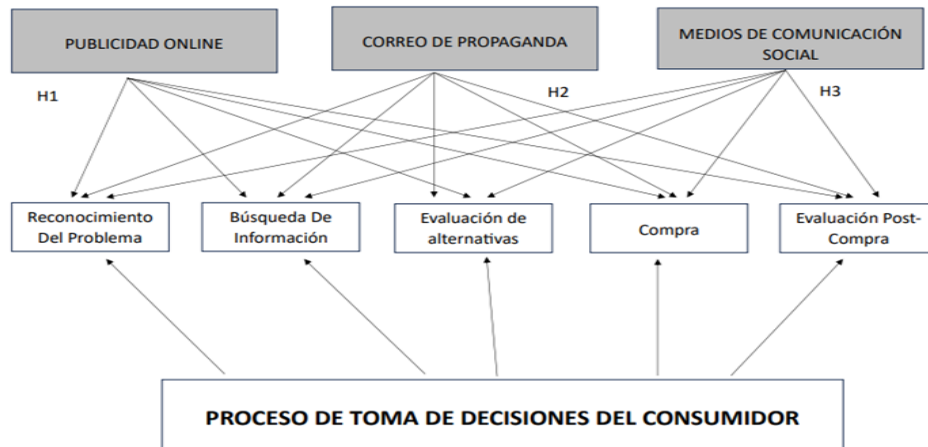 PUBLICIDAD ONLINE
CORREO DE PROPAGANDA
MEDIOS DE COMUNICACIÓN
SOCIAL
H1
H2
H3
Reconocimiento
Del Problema
Búsqueda De
Información
Evaluación de
alternativas
Compra
Evaluación Post-
Compra
PROCESO DE TOMA DE DECISIONES DEL CONSUMIDOR